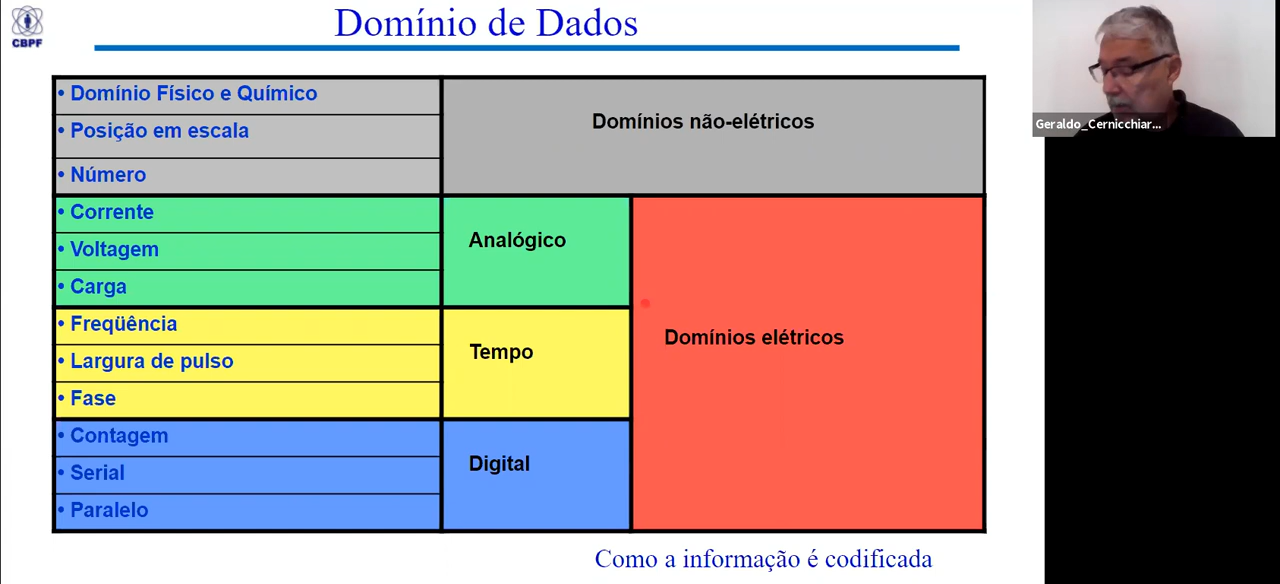 CBPF
Domínio de Dados
• Domínio Físico e Químico
• Posição em escala
• Número
Domínios não-elétricos
• Corrente
• Voltagem
• Carga
Analógico
• Freqüência
• Largura de pulso
• Fase
Tempo
• Contagem
• Serial
• Paralelo
Digital
Domínios elétricos
Como a informação é codificada
Geraldo_Cernicchiar...